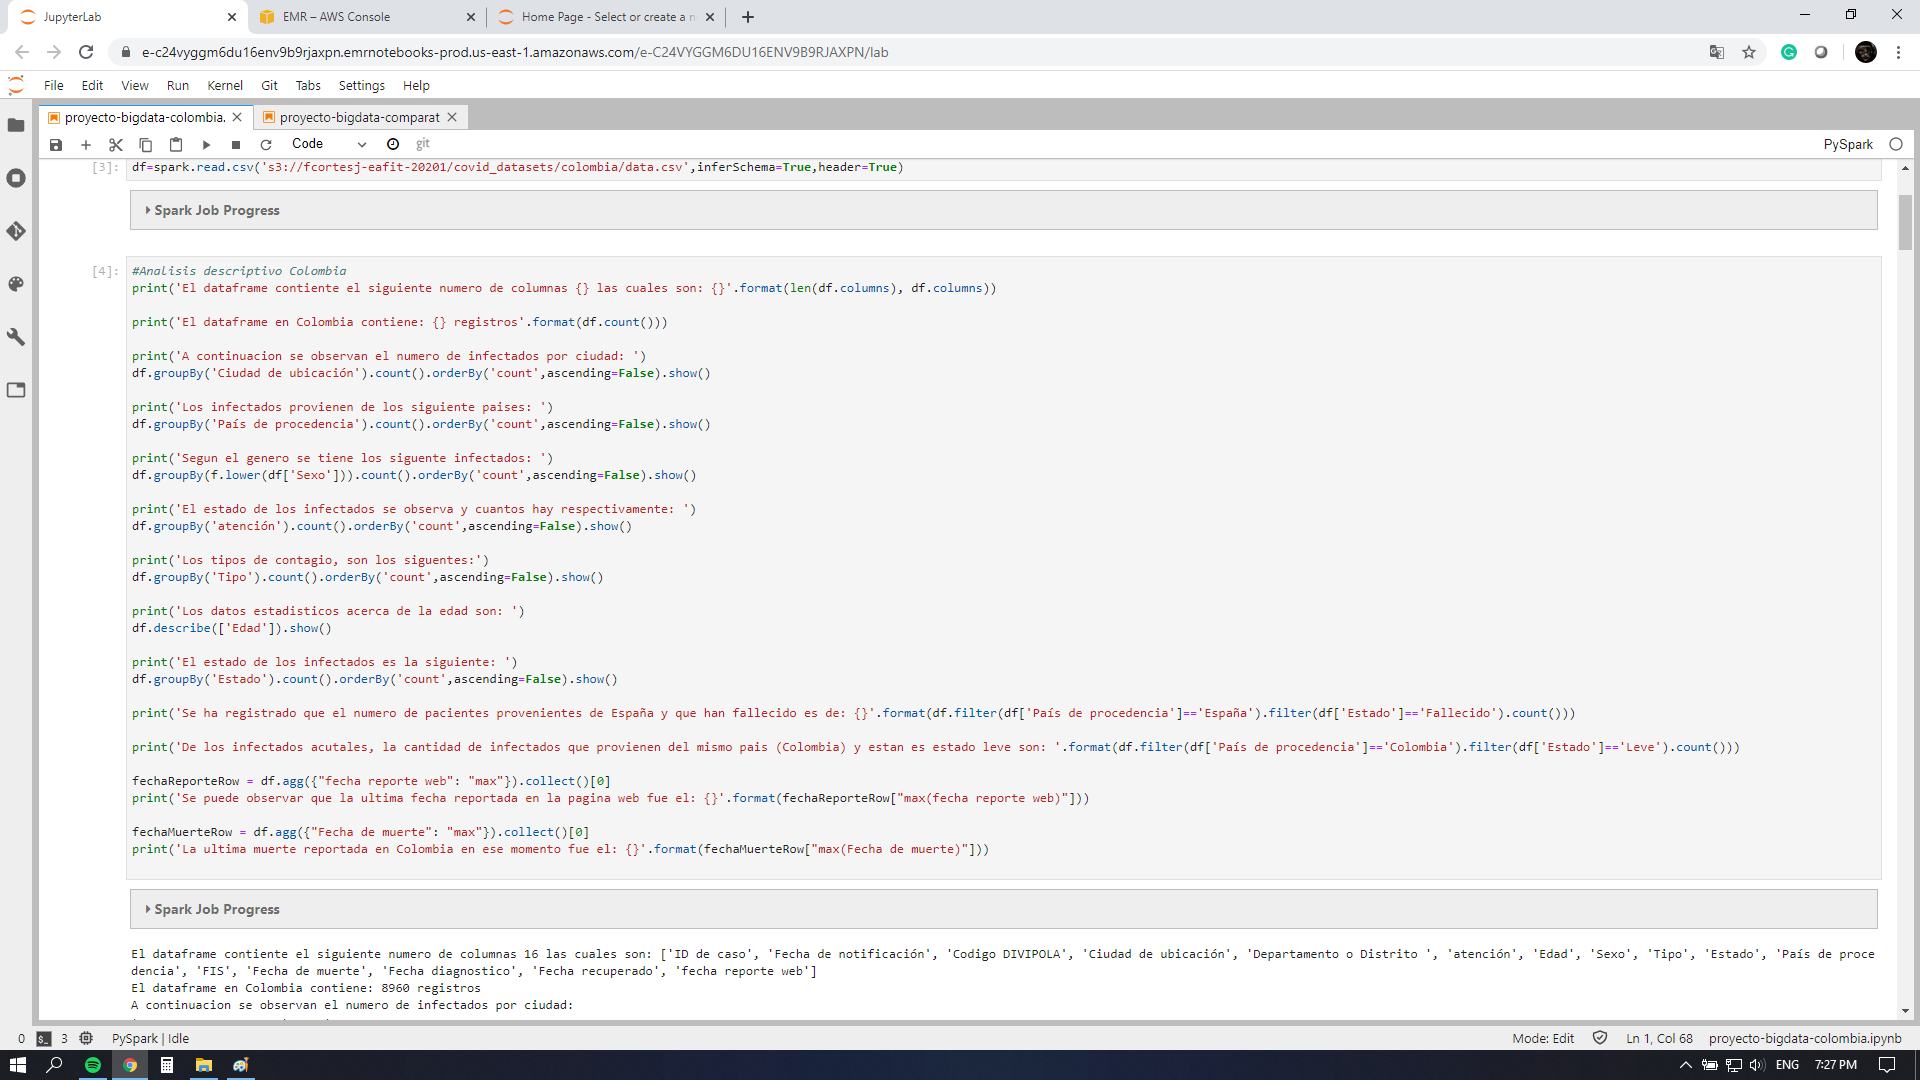 JupyterLab
EMR – AWS Console
Home Page - Select or create a n
e-c24vyggm6du16env9b9rjaxpn.emrnotebooks-prod.us-east-1.amazonaws.com/e-C24VYGGM6DU16ENV9B9RJAXPN/lab
File Edit View Run Kernel Git Tabs Settings Help
proyecto-bigdata-colombia.
proyecto-bigdata-comparat
Code
git
PySpark
[3]: df=spark.read.csv('s3://fcortesj-eafit-20201/covid_datasets/colombia/data.csv',inferSchema=True,header=True)
Spark Job Progress
[4]: #Analisis descriptivo Colombia
print('El dataframe contiente el siguiente numero de columnas {} las cuales son: {}'.format(len(df.columns), df.columns))
print('El dataframe en Colombia contiene: {} registros'.format(df.count()))
print('A continuacion se observan el numero de infectados por ciudad: ')
df.groupBy('Ciudad de ubicación').count().orderBy('count',ascending=False).show()
print('Los infectados provienen de los siguiente paises: ')
df.groupBy('País de procedencia').count().orderBy('count',ascending=False).show()
print('Segun el genero se tiene los siguente infectados: ')
df.groupBy(f.lower(df['Sexo'])).count().orderBy('count',ascending=False).show()
print('El estado de los infectados se observa y cuantos hay respectivamente: ')
df.groupBy('atención').count().orderBy('count',ascending=False).show()
print('Los tipos de contagio, son los siguentes:')
df.groupBy('Tipo').count().orderBy('count',ascending=False).show()
print('Los datos estadisticos acerca de la edad son: ')
df.describe(['Edad']).show()
print('El estado de los infectados es la siguiente: ')
df.groupBy('Estado').count().orderBy('count',ascending=False).show()
print('Se ha registrado que el numero de pacientes provenientes de España y que han fallecido es de: {}'.format(df.filter(df['País de procedencia']=='España').filter(df['Estado']=='Fallecido').count()))
print('De los infectados acutales, la cantidad de infectados que provienen del mismo pais (Colombia) y estan es estado leve son: '.format(df.filter(df['País de procedencia']=='Colombia').filter(df['Estado']=='Leve').count()))
fechaReporteRow = df.agg({"fecha reporte web": "max"}).collect()[0]
print('Se puede observar que la ultima fecha reportada en la pagina web fue el: {}'.format(fechaReporteRow["max(fecha reporte web)"]))
fechaMuerteRow = df.agg({"Fecha de muerte": "max"}).collect()[0]
print('La ultima muerte reportada en Colombia en ese momento fue el: {}'.format(fechaMuerteRow["max(Fecha de muerte)"]))
Spark Job Progress
El dataframe contiente el siguiente numero de columnas 16 las cuales son: ['ID de caso', 'Fecha de notificación', 'Codigo DIVIPOLA', 'Ciudad de ubicación', 'Departamento o Distrito ', 'atención', 'Edad', 'Sexo', 'Tipo', 'Estado', 'País de proce
dencia', 'FIS', 'Fecha de muerte', 'Fecha diagnostico', 'Fecha recuperado', 'fecha reporte web']
El dataframe en Colombia contiene: 8960 registros
A continuacion se observan el numero de infectados por ciudad:
0 3 PySpark | Idle
Mode: Edit Ln 1, Col 68 proyecto-bigdata-colombia.ipynb
ENG 7:27 PM